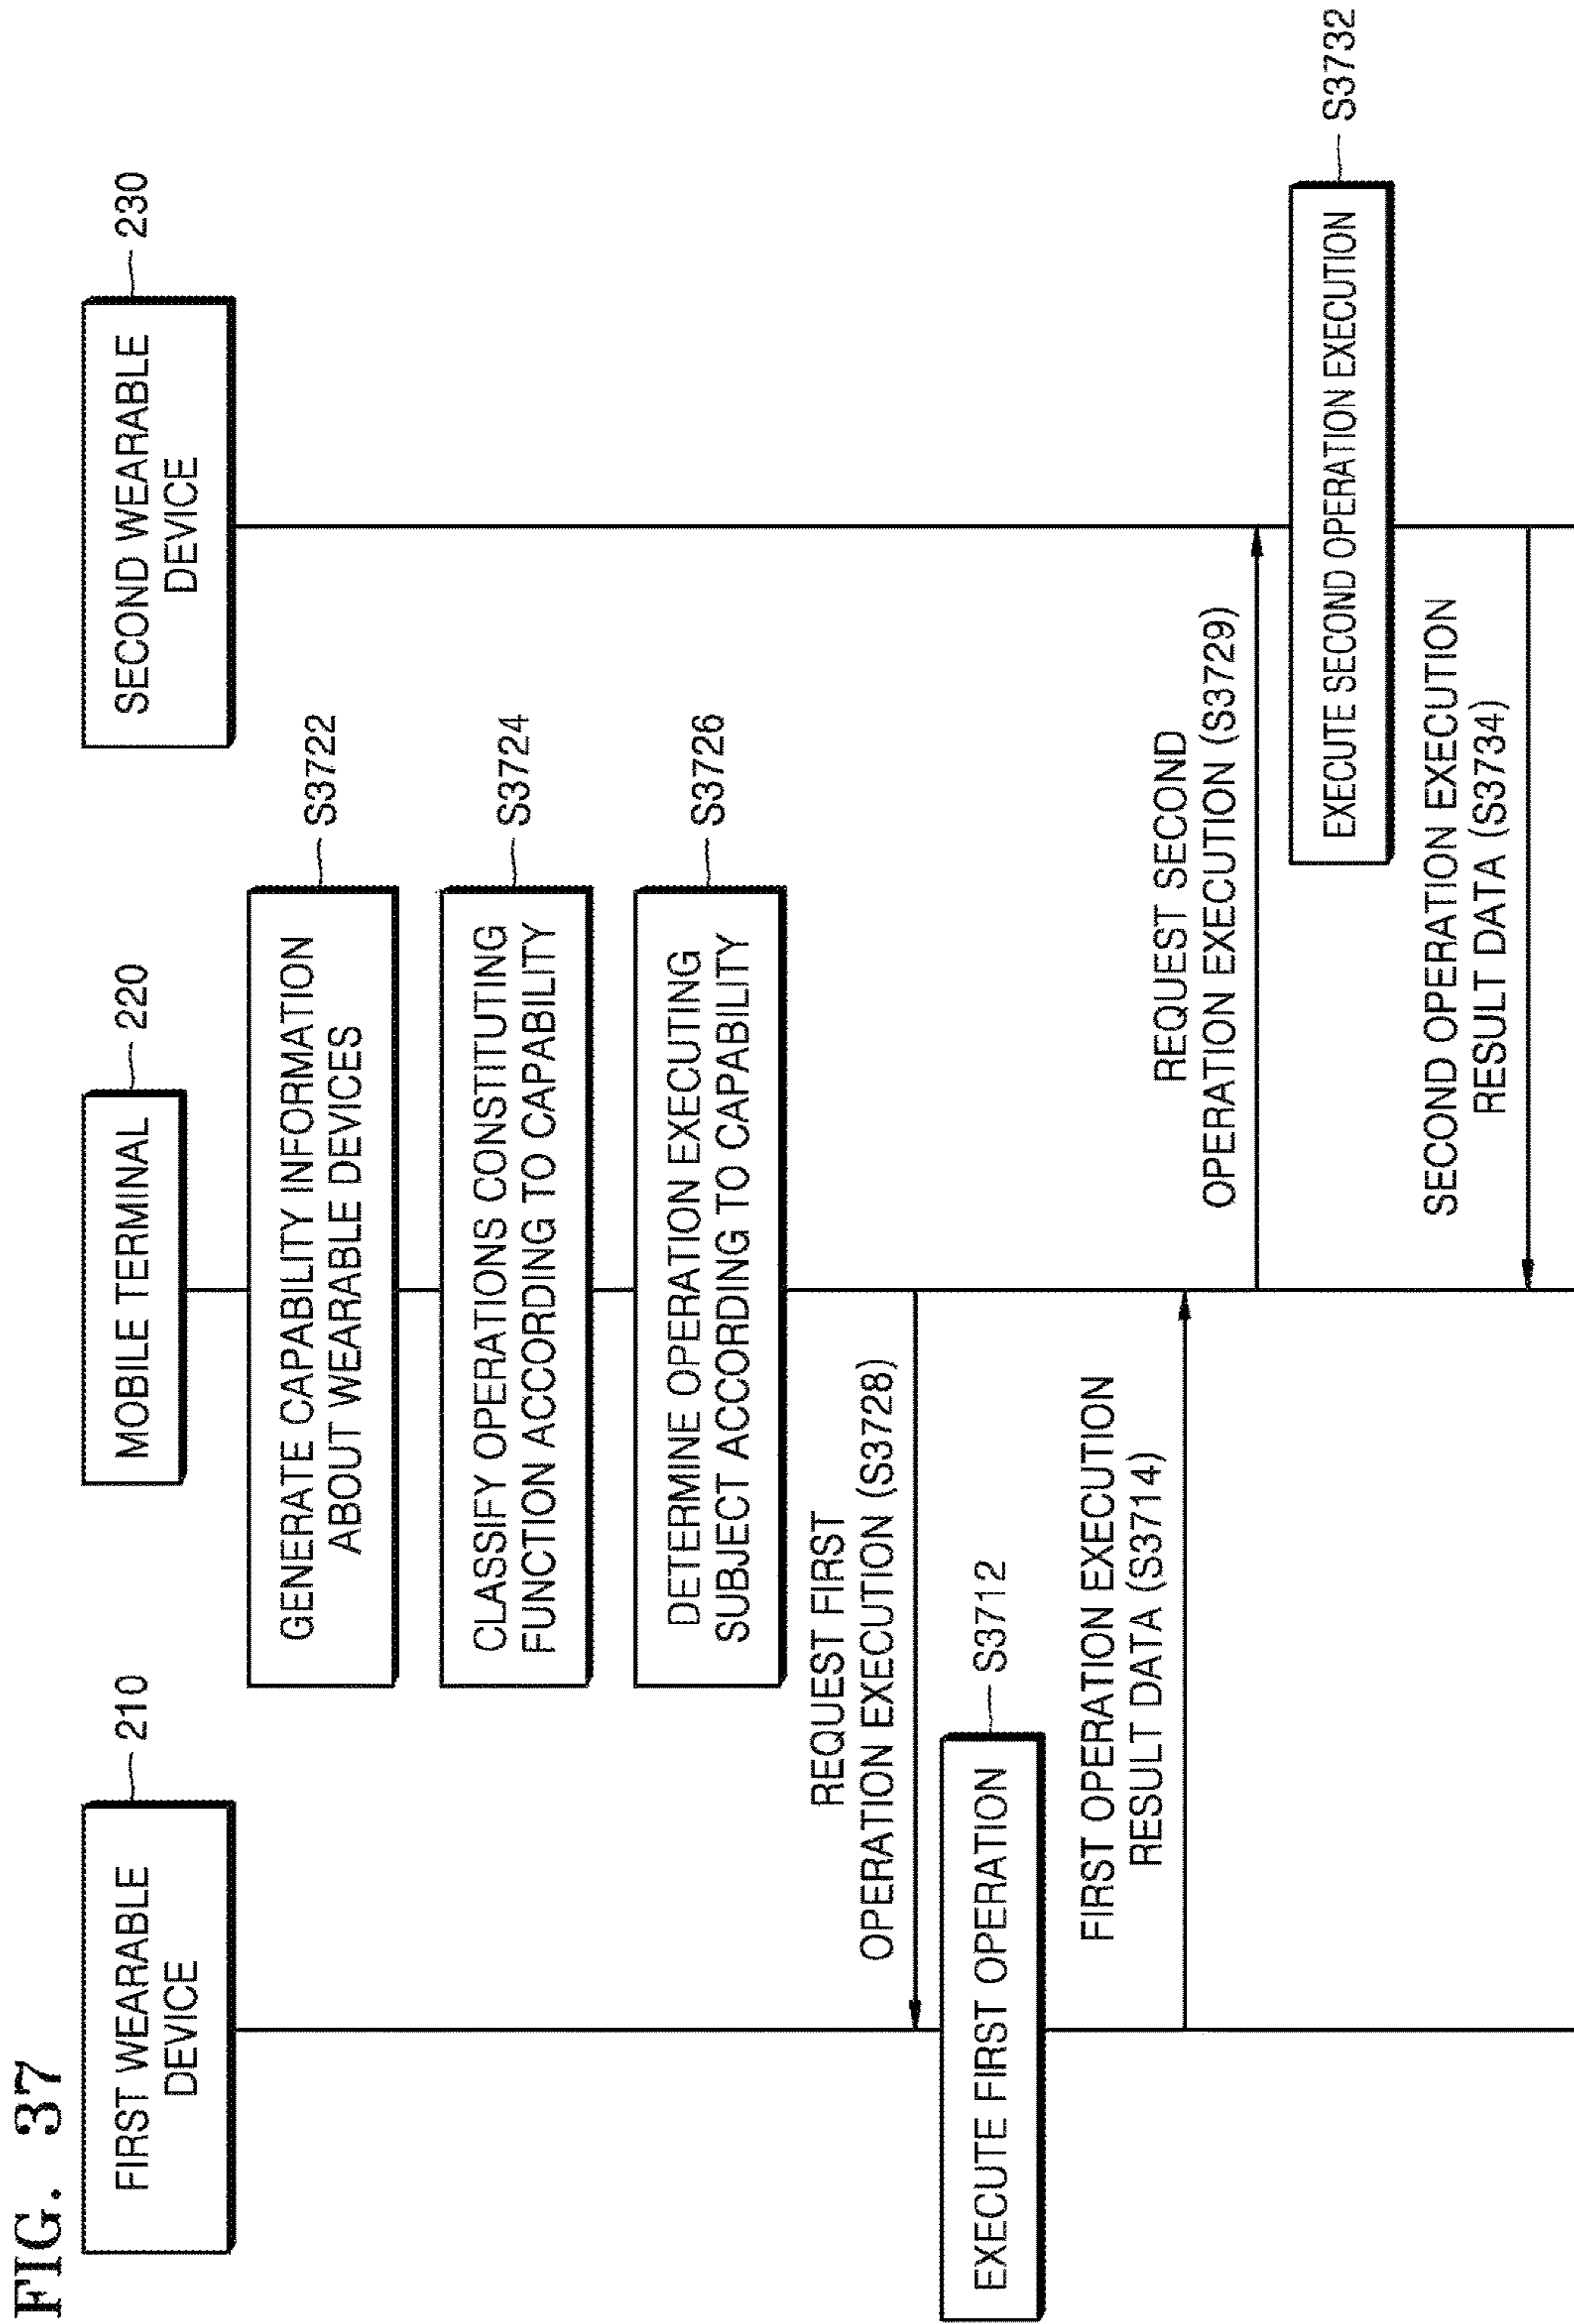 FIG. 37
FIRST WEARABLE
DEVICE
210
MOBILE TERMINAL
220
SECOND WEARABLE
DEVICE
230
GENERATE CAPABILITY INFORMATION
ABOUT WEARABLE DEVICES
S3722
CLASSIFY OPERATIONS CONSTITUTING
FUNCTION ACCORDING TO CAPABILITY
S3724
DETERMINE OPERATION EXECUTING
SUBJECT ACCORDING TO CAPABILITY
S3726
REQUEST FIRST
OPERATION EXECUTION (S3728)
EXECUTE FIRST OPERATION
S3712
FIRST OPERATION EXECUTION
RESULT DATA (S3714)
REQUEST SECOND
OPERATION EXECUTION (S3729)
EXECUTE SECOND OPERATION EXECUTION
S3732
SECOND OPERATION EXECUTION
RESULT DATA (S3734)